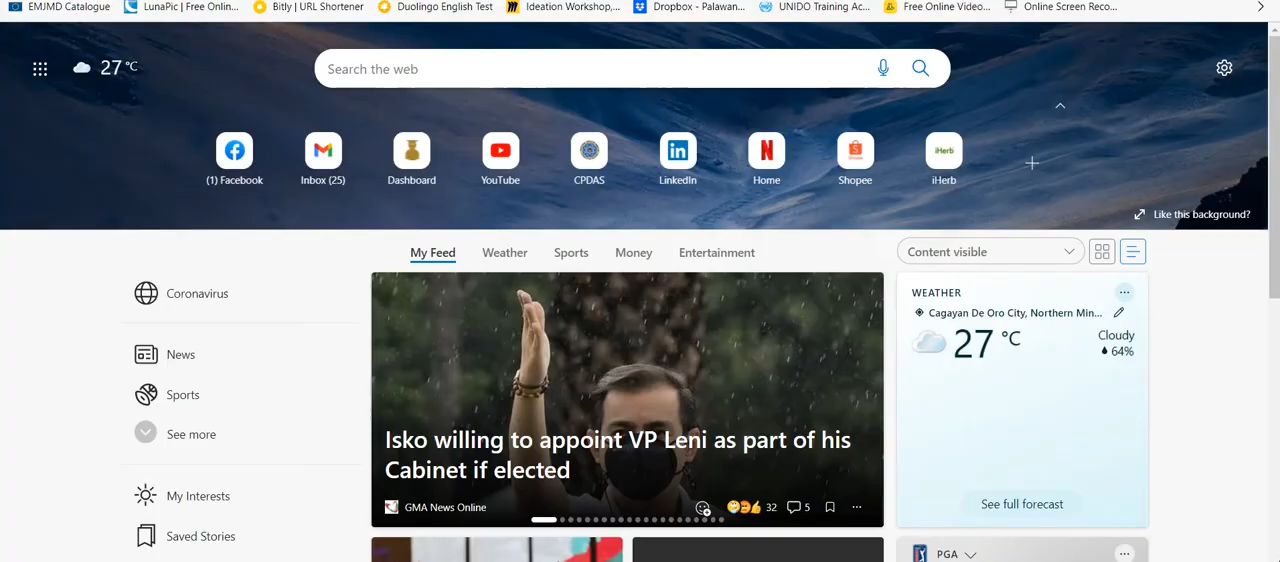 EMJMD Catalogue LunaPic | Free Onlin... Bitly | URL Shortener Duolingo English Test Ideation Workshop,... Dropbox - Palawan... UNIDO Training Ac... Free Online Video... Online Screen Reco...
27 °C
Search the web
(1) Facebook Inbox (25) Dashboard YouTube CPDAS LinkedIn Home Shopee iHerb
Like this background?
My Feed Weather Sports Money Entertainment
Content visible
Coronavirus
News
Sports
See more
My Interests
Saved Stories
Isko willing to appoint VP Leni as part of his
Cabinet if elected
GMA News Online
32
5
WEATHER
Cagayan De Oro City, Northern Min...
27 °C
Cloudy
64%
See full forecast
PGA